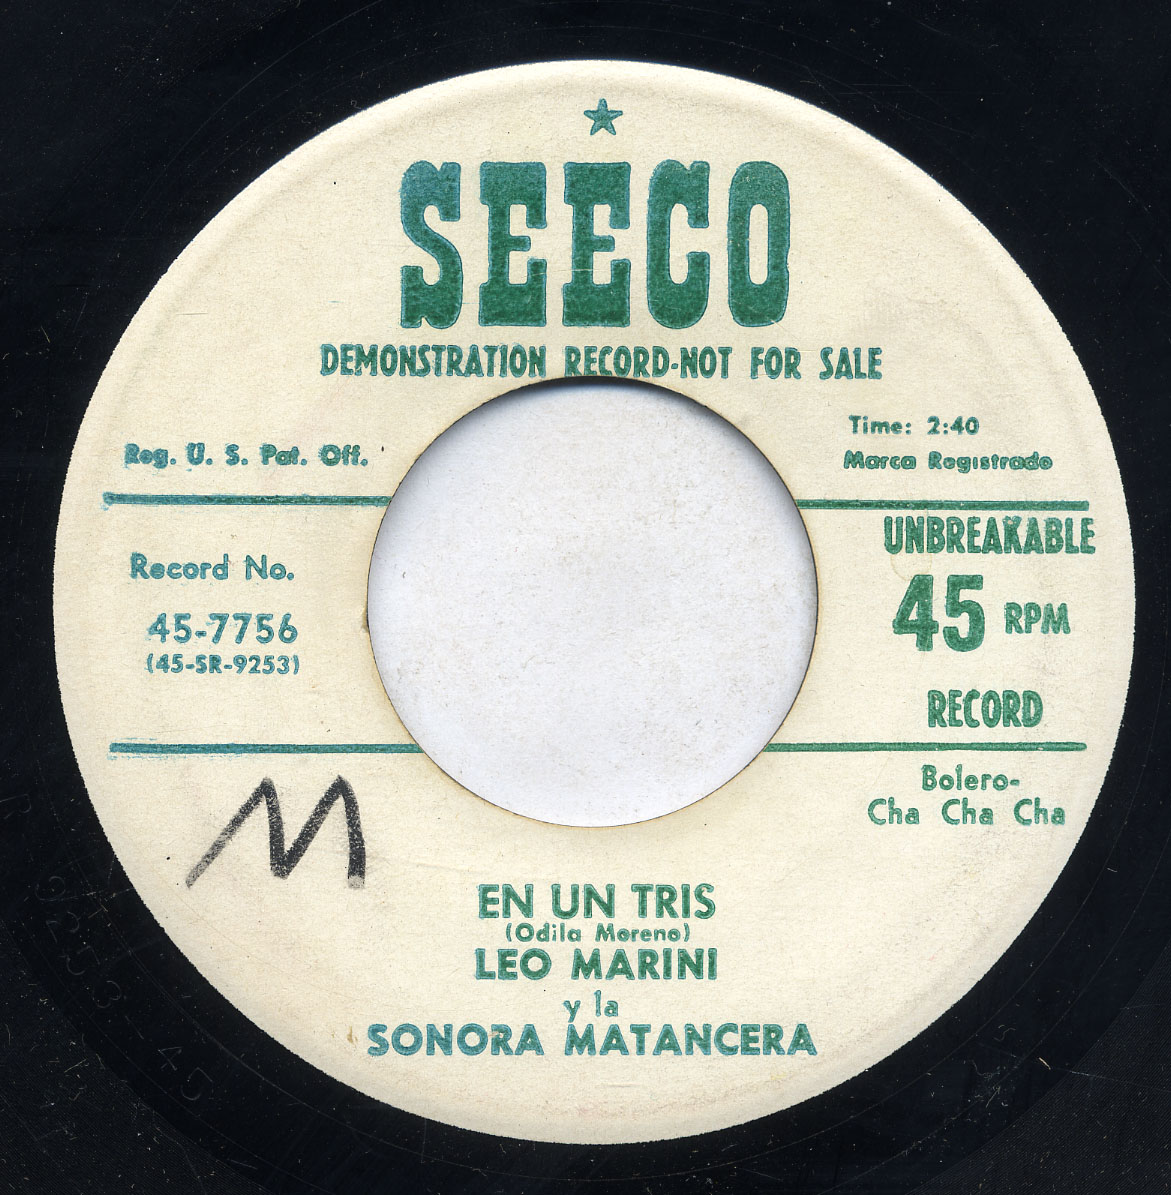 SEECO
DEMONSTRATION RECORD-NOT FOR SALE
Time: 2:40
Reg. U. S. Pat. Off.
Marca Registrado
UNBREAKABLE
Record No.
45 RPM
45-7756
(45-SR-9253)
RECORD
Bolero-
Cha Cha Cha
M
EN UN TRIS
(Odila Moreno)
LEO MARINI
y la
SONORA MATANCERA